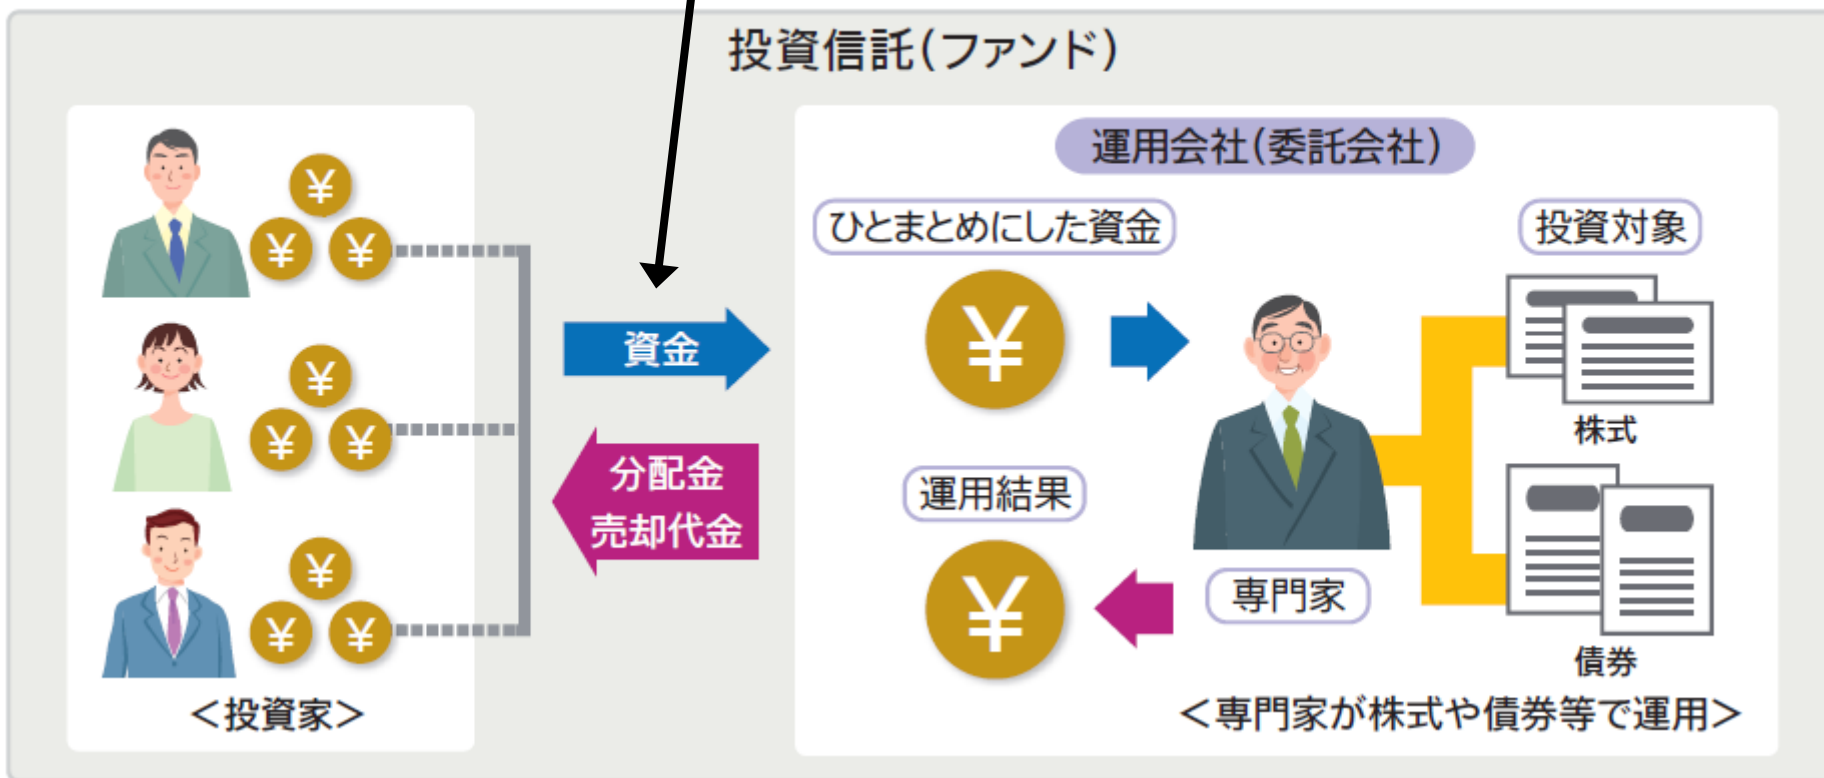 投資信託(ファンド)
¥
¥ ¥
¥
¥ ¥
¥
¥ ¥
<投資家>
資金
分配金
売却代金
運用会社(委託会社)
ひとまとめにした資金
¥
運用結果
¥
専門家
投資対象
株式
債券
<専門家が株式や債券等で運用>